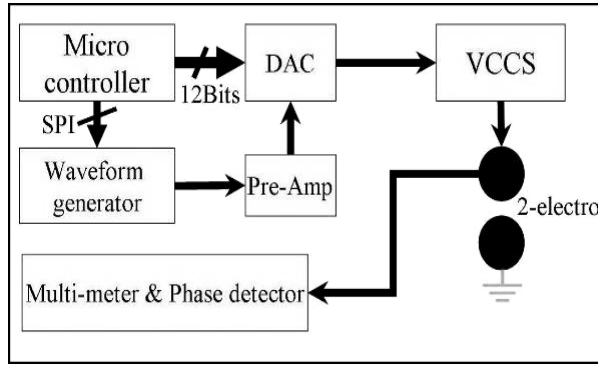 Micro
controller
12Bits
DAC
VCCS
SPI
Waveform
generator
Pre-Amp
2-electro
Multi-meter & Phase detector